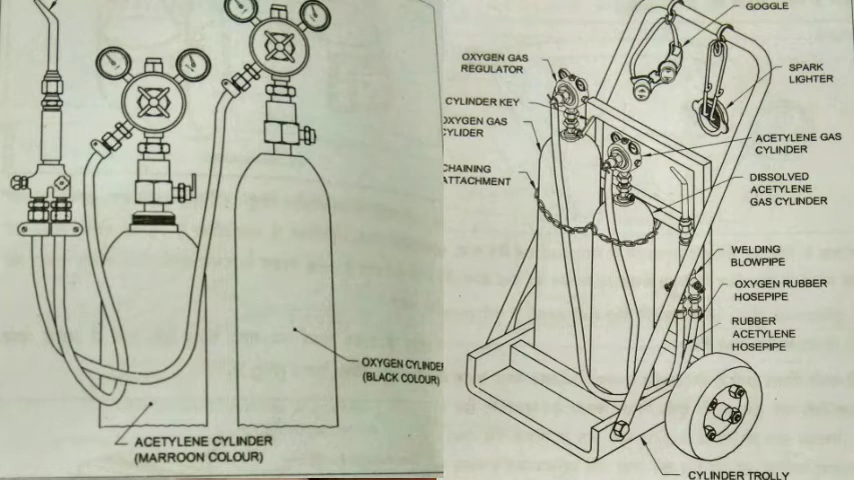 OXYGEN CYLINDER
(BLACK COLOUR)
ACETYLENE CYLINDER
(MARROON COLOUR)
GOGGLE
OXYGEN GAS
REGULATOR
SPARK
LIGHTER
CYLINDER KEY
OXYGEN GAS
CYLIDER
ACETYLENE GAS
CYLINDER
CHAINING
ATTACHMENT
DISSOLVED
ACETYLENE
GAS CYLINDER
WELDING
BLOWPIPE
OXYGEN RUBBER
HOSEPIPE
RUBBER
ACETYLENE
HOSEPIPE
CYLINDER TROLLY